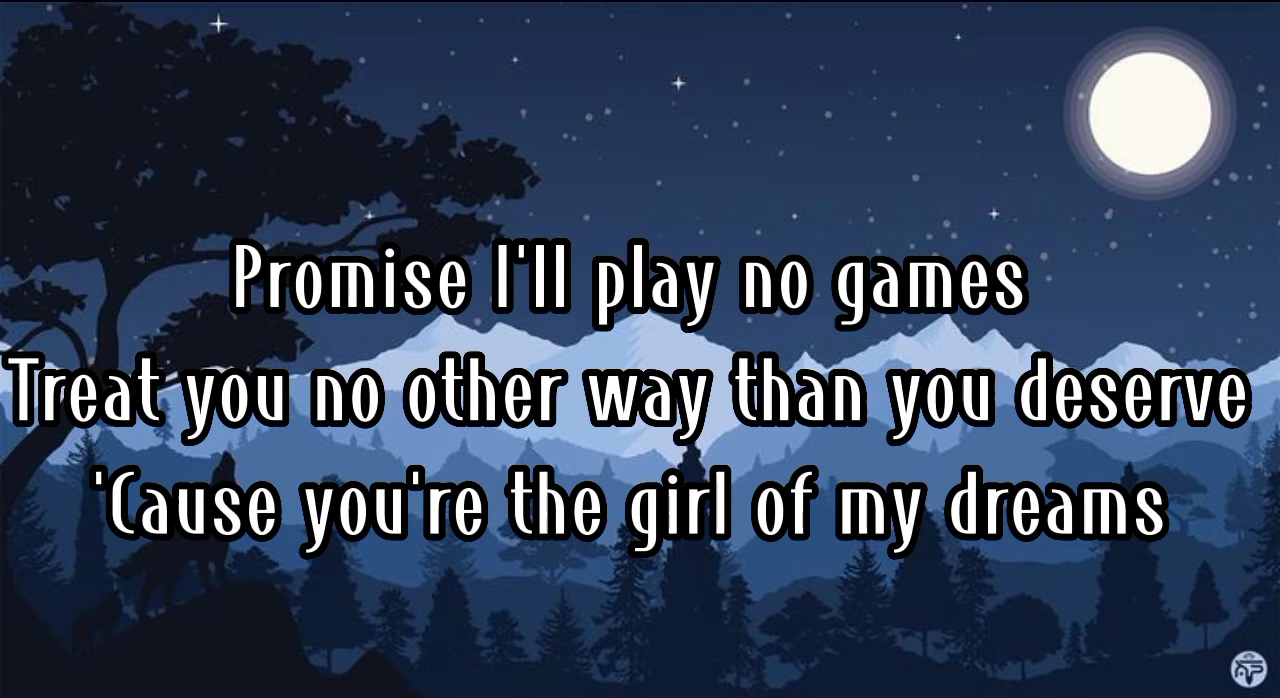 Promise I'll play no games
Treat you no other way than you deserve
'Cause you're the girl of my dreams